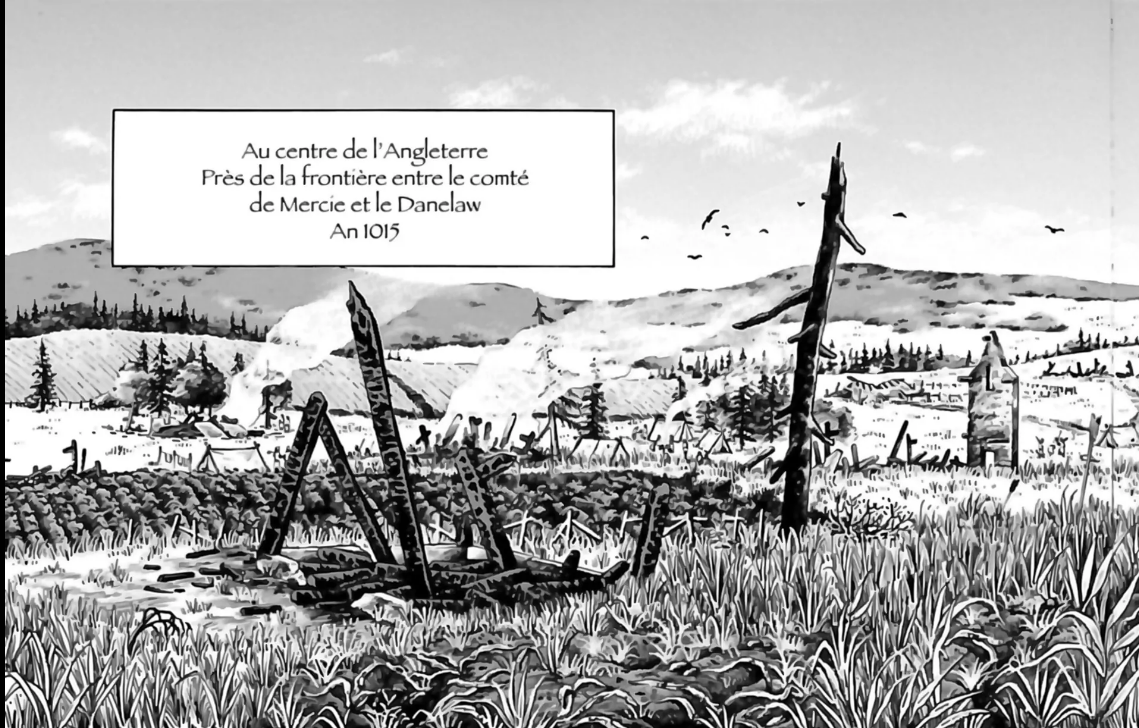 Au centre de l'Angleterre
Près de la frontière entre le comté
de Mercie et le Danelaw
An 1015